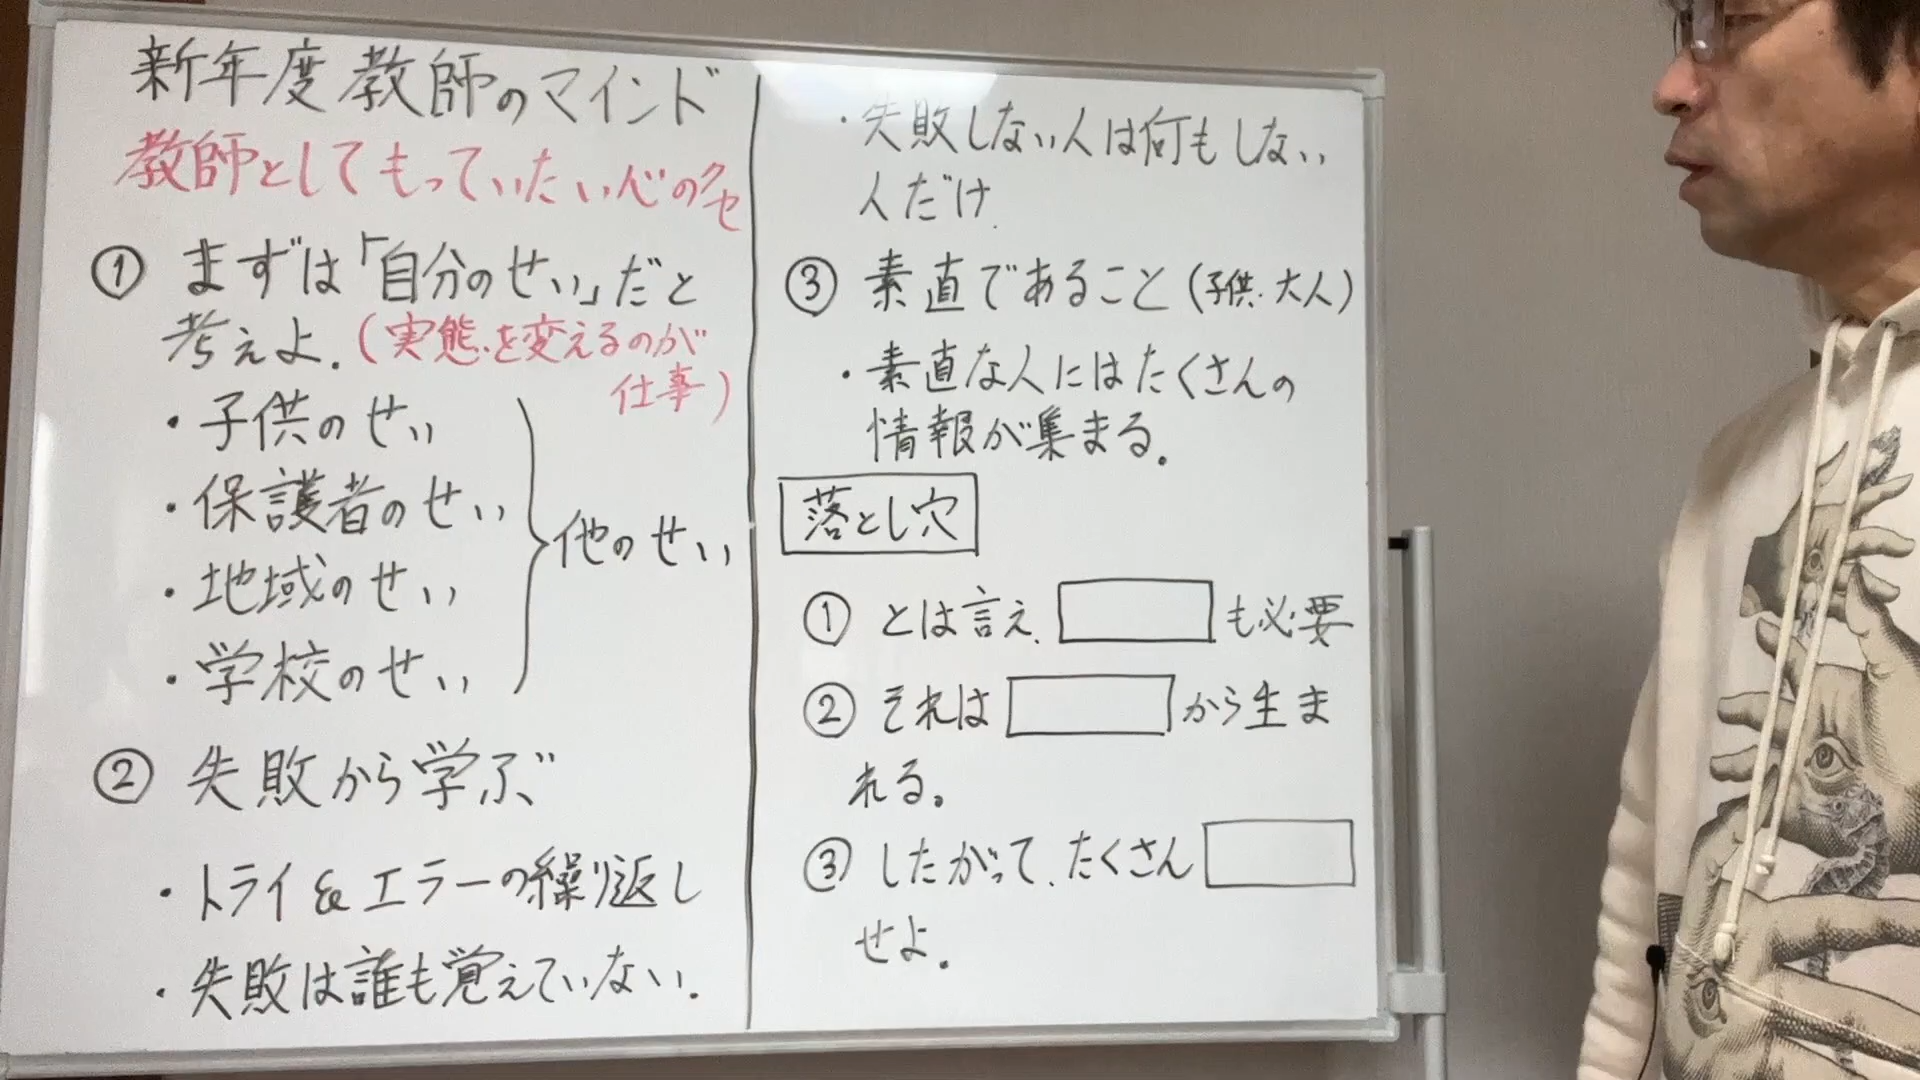 新年度教師のマインド
教師としてもっていたい心のクセ
① まずは「自分のせい」だと
考えよ.(実態を変えるのが
仕事)
・子供のせい
・保護者のせい
・地域のせい
・学校のせい
他のせい
② 失敗から学ぶ
・トライ&エラーの繰り返し
・失敗は誰も覚えていない.
・失敗しない人は何もしない
人だけ.
③ 素直であること(子供・大人)
・素直な人にはたくさんの
情報が集まる。
落とし穴
① とは言え、 も必要
② それは から生ま
れる。
③ したがって、たくさん
せよ。